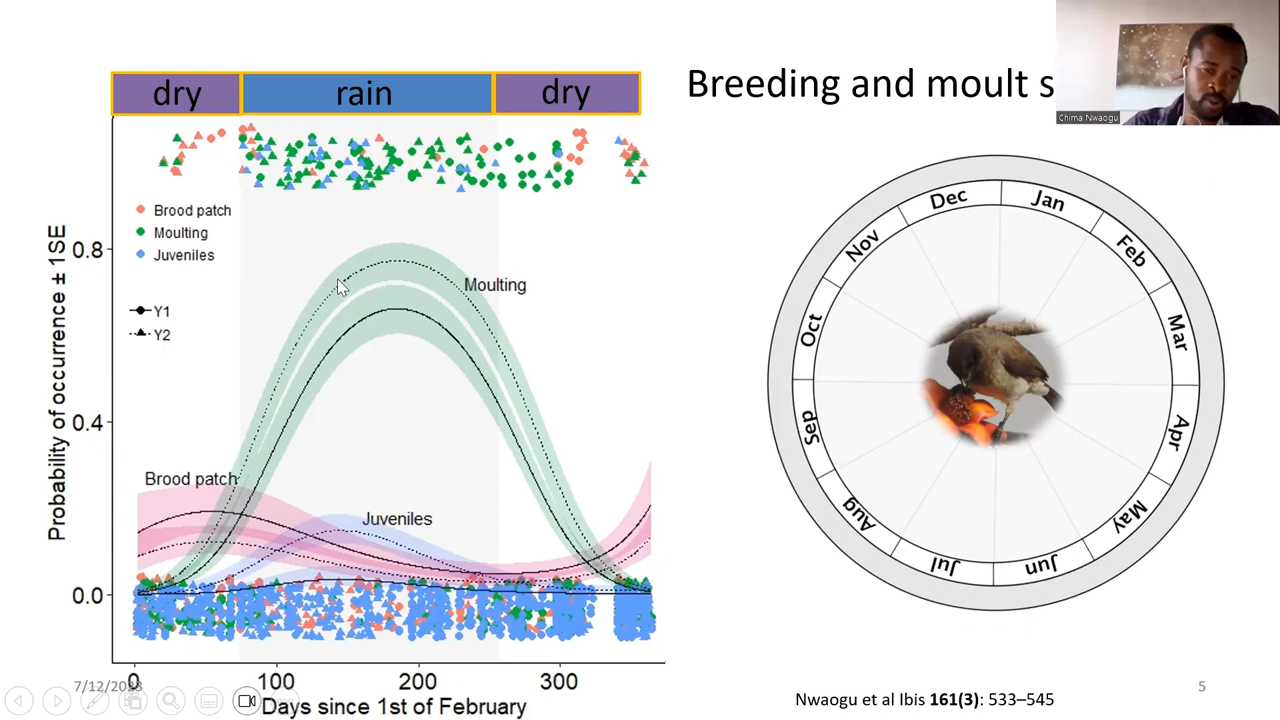 dry
rain
dry
Breeding and moult s
Chima Nwaogu
Brood patch
Moulting
Juveniles
Y1
Y2
Probability of occurrence ± 1SE
0.8
0.4
0.0
Moulting
Brood patch
Juveniles
0
100
200
300
Days since 1st of February
7/12/2023
Jan
Feb
Mar
Apr
May
Jun
Jul
Aug
Sep
Oct
Nov
Dec
Nwaogu et al Ibis 161(3): 533–545
5